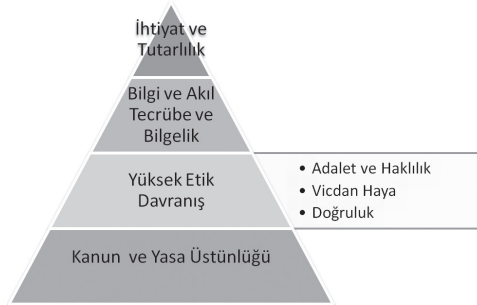 İhtiyat ve
Tutarlılık
Bilgi ve Akıl
Tecrübe ve
Bilgelik
Yüksek Etik
Davranış
• Adalet ve Haklılık
• Vicdan Haya
• Doğruluk
Kanun ve Yasa Üstünlüğü